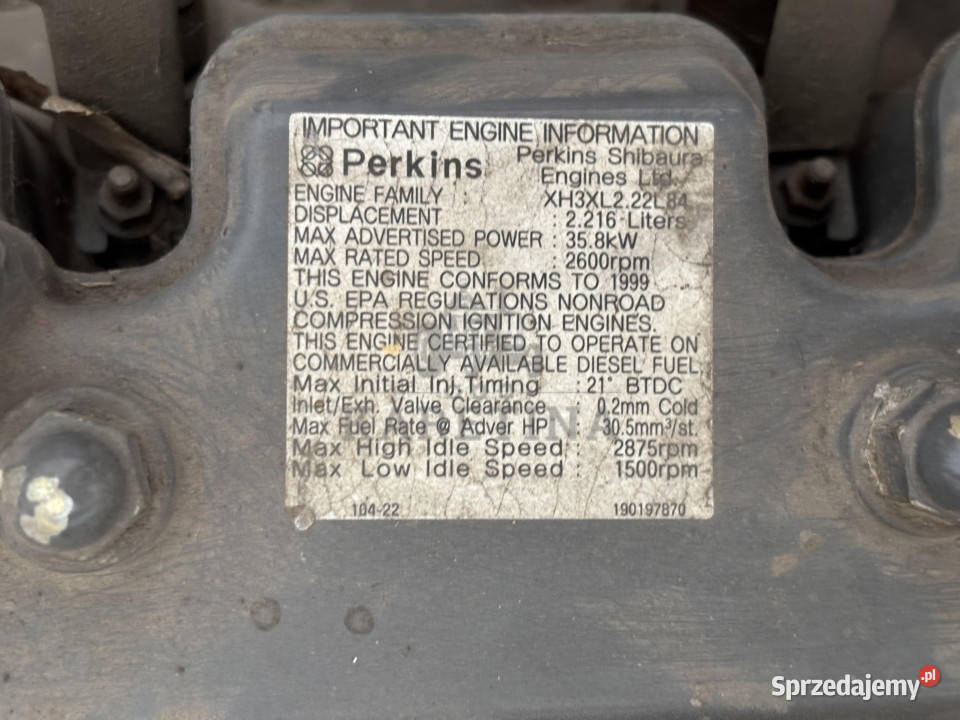 IMPORTANT ENGINE INFORMATION
Perkins Perkins Shibaura
Engines Ltd.
ENGINE FAMILY : XH3XL2.22L84
DISPLACEMENT : 2.216 Liters
MAX ADVERTISED POWER : 35.8kW
MAX RATED SPEED : 2600rpm
THIS ENGINE CONFORMS TO 1999
U.S. EPA REGULATIONS NONROAD
COMPRESSION IGNITION ENGINES.
THIS ENGINE CERTIFIED TO OPERATE ON
COMMERCIALLY AVAILABLE DIESEL FUEL.
Max Initial Inj.Timing : 21° BTDC
Inlet/Exh. Valve Clearance : 0.2mm Cold
Max Fuel Rate @ Adver HP : 30.5mm³/st.
Max High Idle Speed : 2875rpm
Max Low Idle Speed : 1500rpm
104-22 190197870
Sprzedajemy.pl